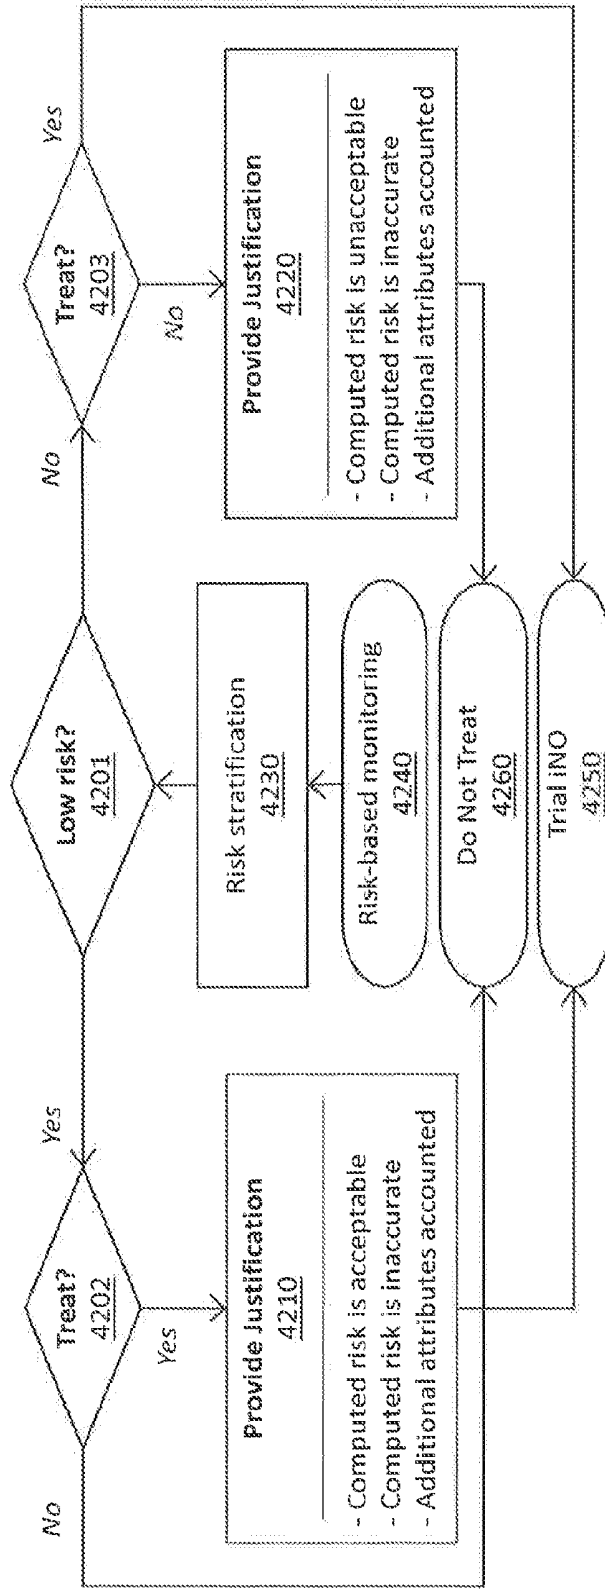 No
Treat?
4202
Yes
Provide Justification
4210
- Computed risk is acceptable
- Computed risk is inaccurate
- Additional attributes accounted
Yes
Low risk?
4201
Risk stratification
4230
Risk-based monitoring
4240
Do Not Treat
4260
Trial iNO
4250
No
Treat?
4203
Yes
No
Provide Justification
4220
- Computed risk is unacceptable
- Computed risk is inaccurate
- Additional attributes accounted